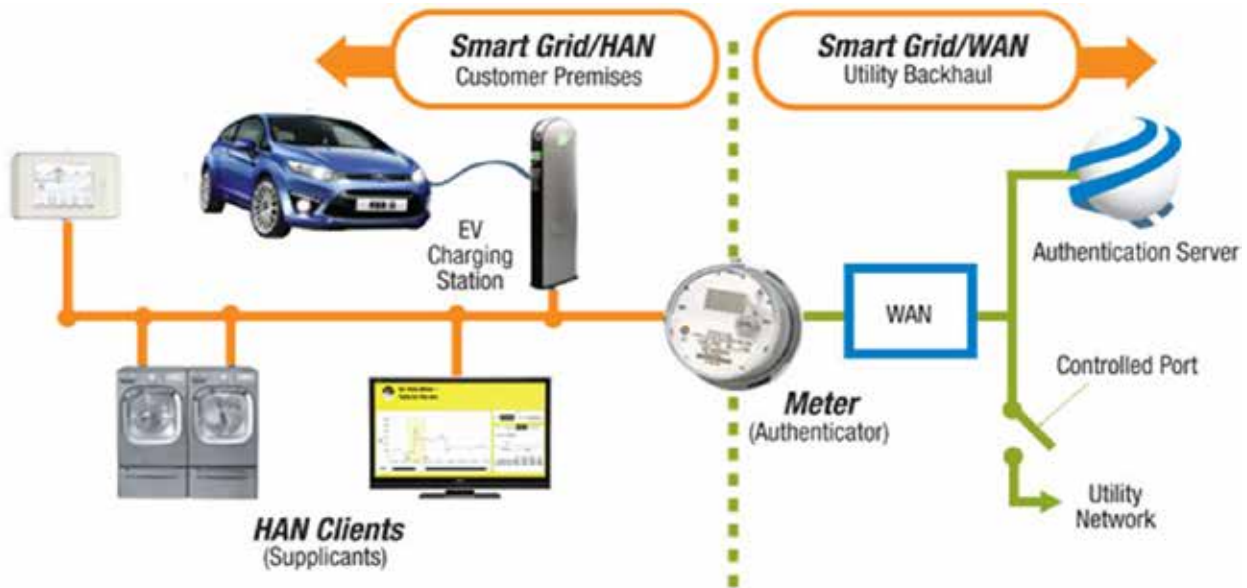 Smart Grid/HAN
Customer Premises
Smart Grid/WAN
Utility Backhaul
EV
Charging
Station
Authentication Server
WAN
Controlled Port
Meter
(Authenticator)
HAN Clients
(Supplicants)
Utility
Network